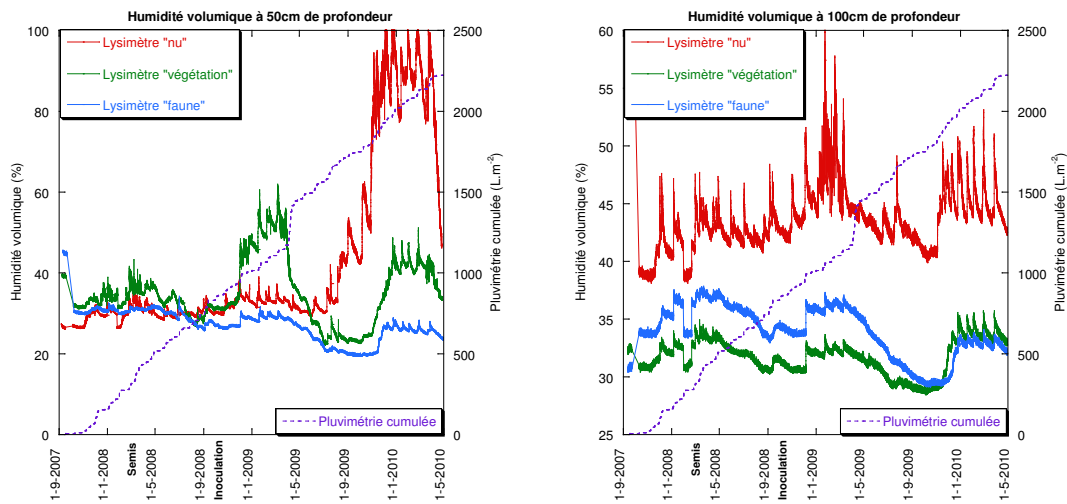 Humidité volumique à 50cm de profondeur
100
80
60
40
20
0
Humidité volumique (%)
Lysimètre "nu"
Lysimètre "végétation"
Lysimètre "faune"
Pluvimétrie cumulée
2500
2000
1500
1000
500
0
Pluvimétrie cumulée (L.m-2)
1-9-2007
1-1-2008
Semis
1-5-2008
1-9-2008
Inoculation
1-1-2009
1-5-2009
1-9-2009
1-1-2010
1-5-2010
Humidité volumique à 100cm de profondeur
60
55
50
45
40
35
30
25
Humidité volumique (%)
Lysimètre "nu"
Lysimètre "végétation"
Lysimètre "faune"
Pluvimétrie cumulée
2500
2000
1500
1000
500
0
Pluvimétrie cumulée (L.m-2)
1-9-2007
1-1-2008
Semis
1-5-2008
1-9-2008
Inoculation
1-1-2009
1-5-2009
1-9-2009
1-1-2010
1-5-2010